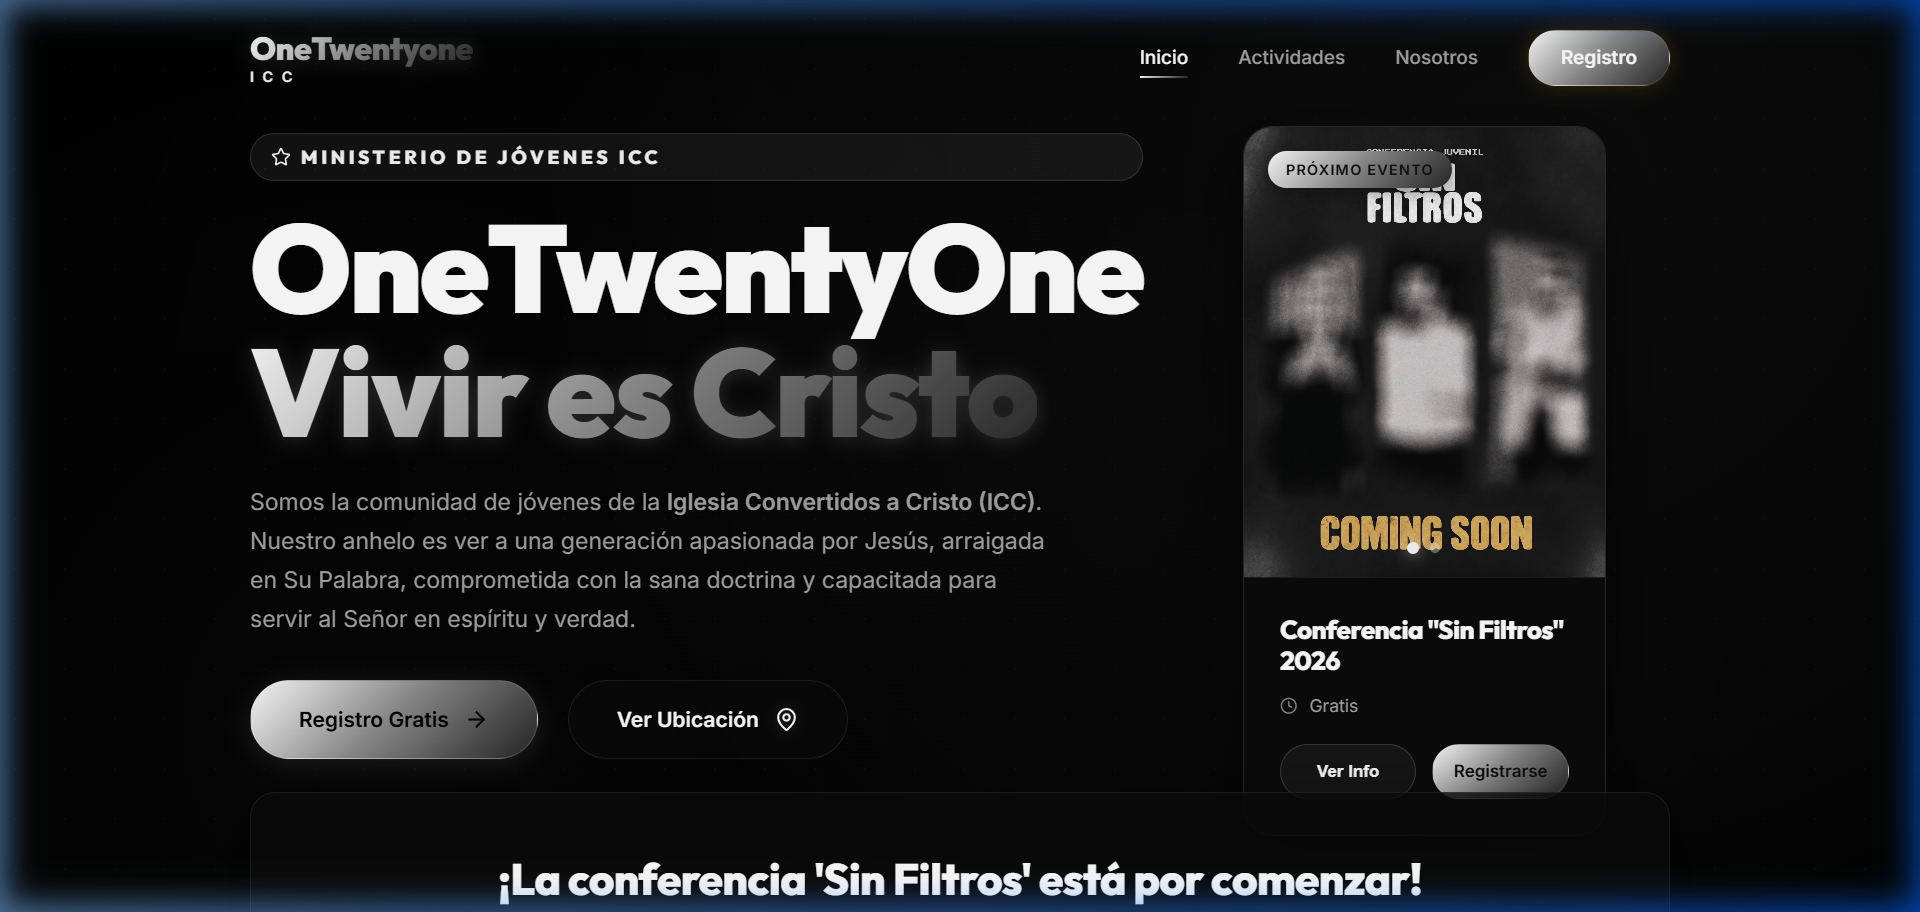 OneTwentyone
ICC
Inicio
Actividades
Nosotros
Registro
MINISTERIO DE JÓVENES ICC
OneTwentyOne
Vivir es Cristo
Somos la comunidad de jóvenes de la Iglesia Convertidos a Cristo (ICC).
Nuestro anhelo es ver a una generación apasionada por Jesús, arraigada
en Su Palabra, comprometida con la sana doctrina y capacitada para
servir al Señor en espíritu y verdad.
Registro Gratis
Ver Ubicación
JUVENIL
PRÓXIMO EVENTO
FILTROS
COMING SOON
Conferencia "Sin Filtros"
2026
Gratis
Ver Info
Registrarse
¡La conferencia 'Sin Filtros' está por comenzar!